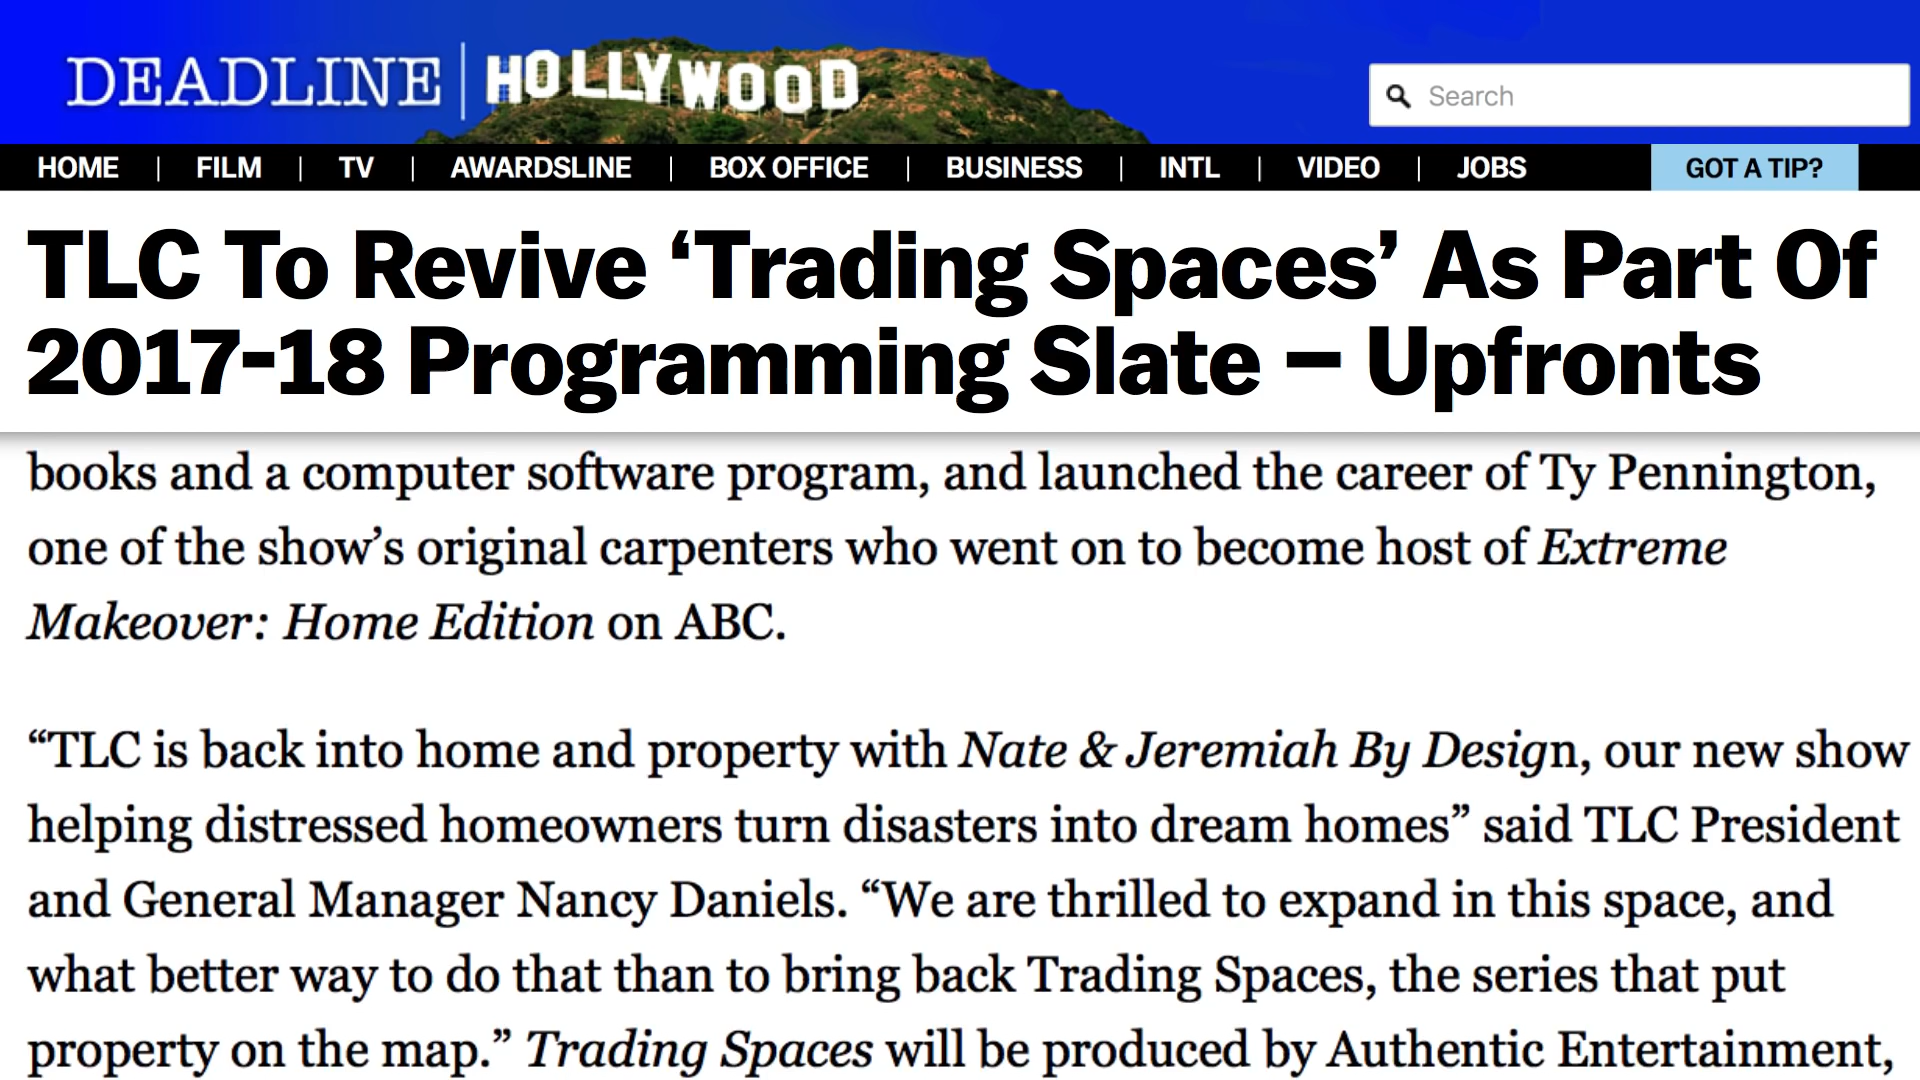 DEADLINE | HOLLYWOOD
Search
HOME | FILM | TV | AWARDSLINE | BOX OFFICE | BUSINESS | INTL | VIDEO | JOBS GOT A TIP?
TLC To Revive ‘Trading Spaces’ As Part Of
2017-18 Programming Slate — Upfronts
books and a computer software program, and launched the career of Ty Pennington,
one of the show’s original carpenters who went on to become host of Extreme
Makeover: Home Edition on ABC.
“TLC is back into home and property with Nate & Jeremiah By Design, our new show
helping distressed homeowners turn disasters into dream homes” said TLC President
and General Manager Nancy Daniels. “We are thrilled to expand in this space, and
what better way to do that than to bring back Trading Spaces, the series that put
property on the map.” Trading Spaces will be produced by Authentic Entertainment,